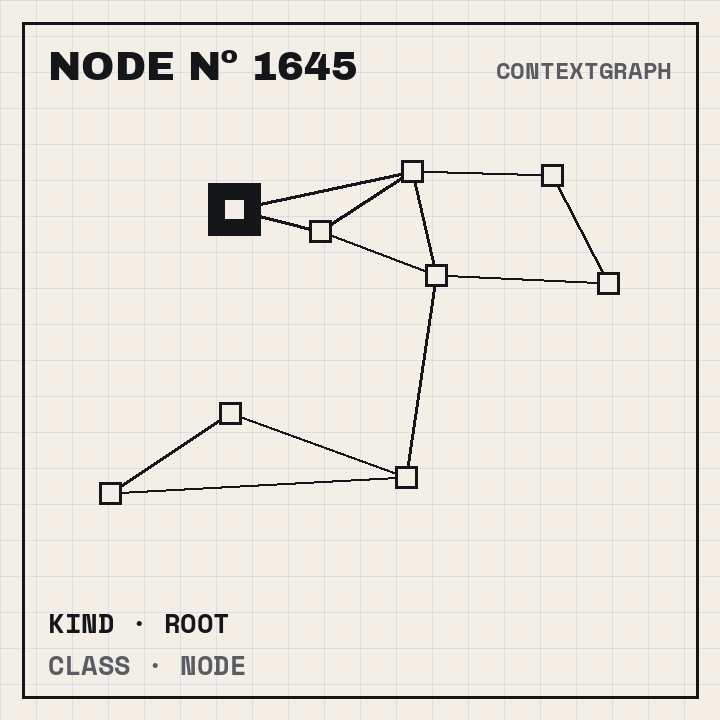 NODE Nº 1645
CONTEXTGRAPH
KIND · ROOT
CLASS · NODE